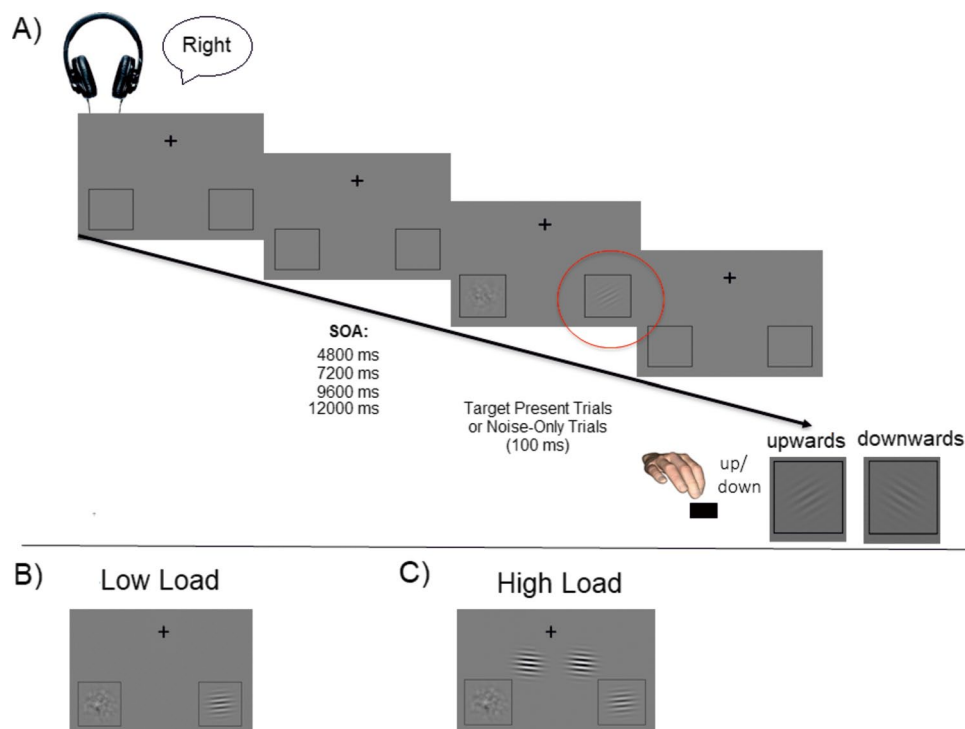 A)
Right
SOA:
4800 ms
7200 ms
9600 ms
12000 ms
Target Present Trials
or Noise-Only Trials
(100 ms)
up/
down
upwards
downwards
B)
Low Load
C)
High Load